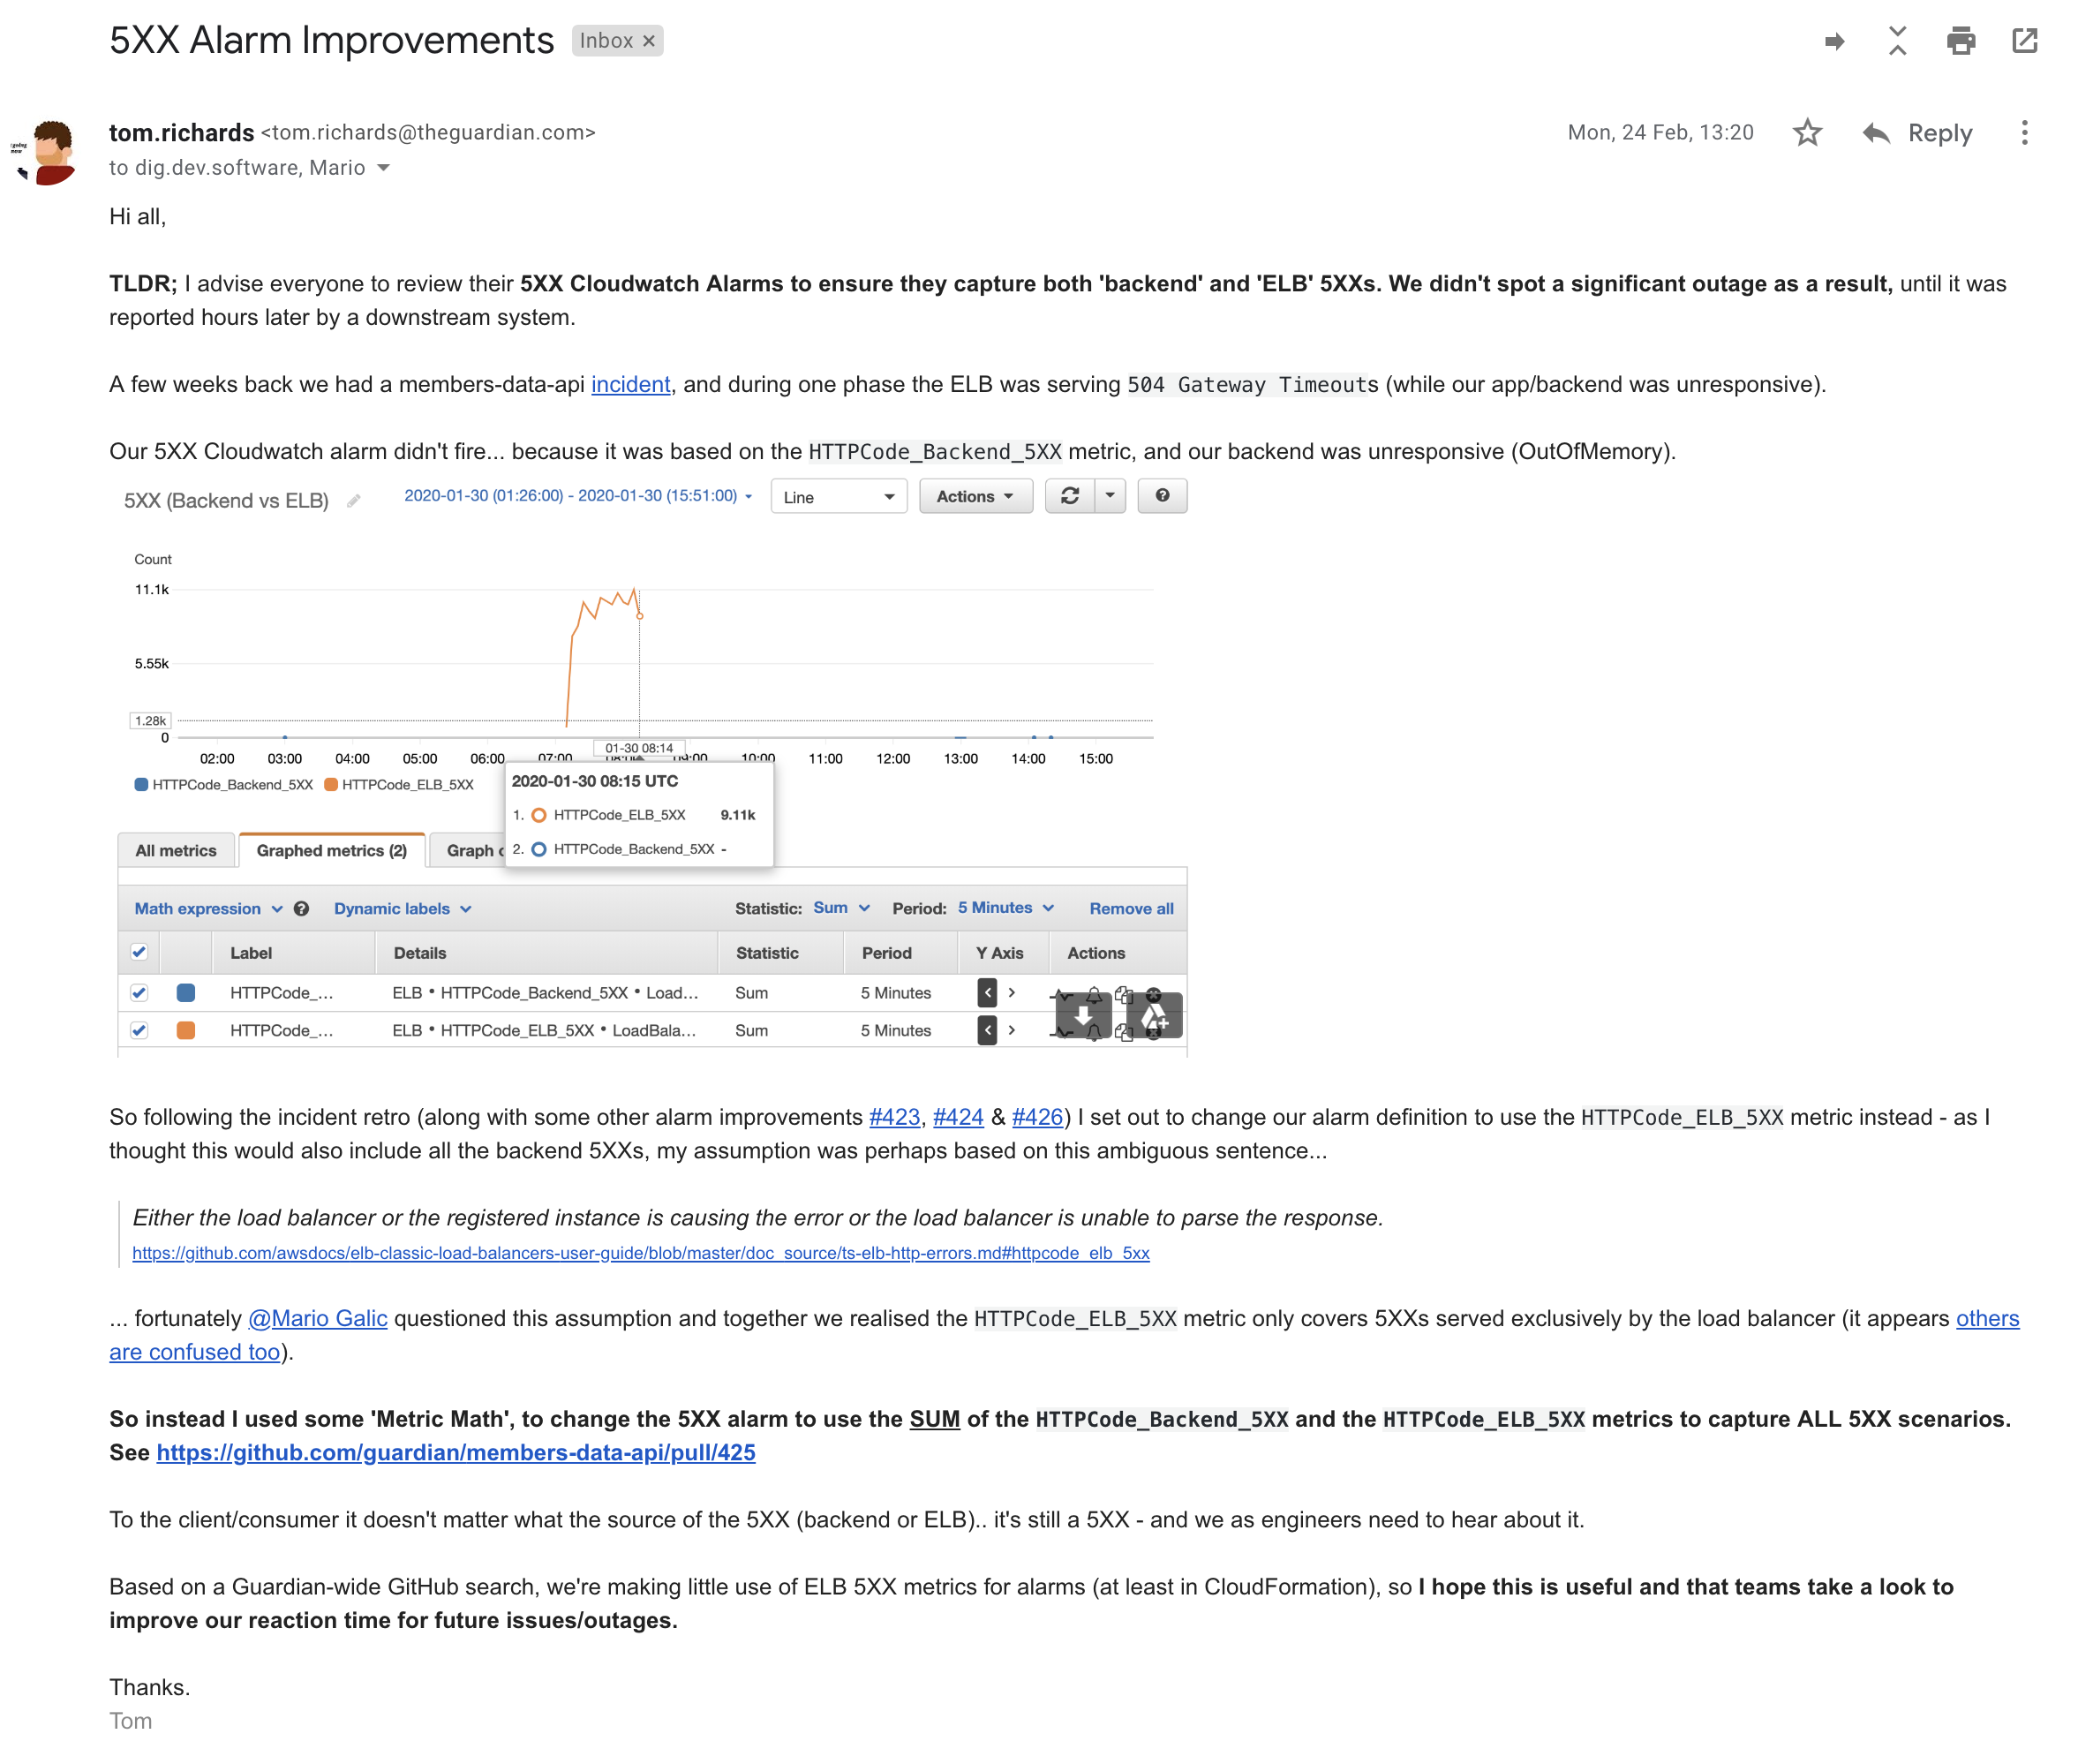 5XX Alarm Improvements Inbox ×
tom.richards <tom.richards@theguardian.com> Mon, 24 Feb, 13:20 Reply
to dig.dev.software, Mario
Hi all,
TLDR; I advise everyone to review their 5XX Cloudwatch Alarms to ensure they capture both 'backend' and 'ELB' 5XXs. We didn't spot a significant outage as a result, until it was
reported hours later by a downstream system.
A few weeks back we had a members-data-api incident, and during one phase the ELB was serving 504 Gateway Timeouts (while our app/backend was unresponsive).
Our 5XX Cloudwatch alarm didn't fire... because it was based on the HTTPCode_Backend_5XX metric, and our backend was unresponsive (OutOfMemory).
5XX (Backend vs ELB) 2020-01-30 (01:26:00) - 2020-01-30 (15:51:00) Line Actions
Count
11.1k
5.55k
1.28k
0
01-30 08:14
02:00 03:00 04:00 05:00 06:00 07:00 08:00 09:00 10:00 11:00 12:00 13:00 14:00 15:00
HTTPCode_Backend_5XX HTTPCode_ELB_5XX
2020-01-30 08:15 UTC
1. HTTPCode_ELB_5XX 9.11k
2. HTTPCode_Backend_5XX -
All metrics Graphed metrics (2) Graph
Math expression Dynamic labels Statistic: Sum Period: 5 Minutes Remove all
Label Details Statistic Period Y Axis Actions
HTTPCode_... ELB • HTTPCode_Backend_5XX • Load... Sum 5 Minutes < >
HTTPCode_... ELB • HTTPCode_ELB_5XX • LoadBala... Sum 5 Minutes < >
So following the incident retro (along with some other alarm improvements #423, #424 & #426) I set out to change our alarm definition to use the HTTPCode_ELB_5XX metric instead - as I
thought this would also include all the backend 5XXs, my assumption was perhaps based on this ambiguous sentence...
Either the load balancer or the registered instance is causing the error or the load balancer is unable to parse the response.
https://github.com/awsdocs/elb-classic-load-balancers-user-guide/blob/master/doc_source/ts-elb-http-errors.md#httpcode_elb_5xx
... fortunately @Mario Galic questioned this assumption and together we realised the HTTPCode_ELB_5XX metric only covers 5XXs served exclusively by the load balancer (it appears others
are confused too).
So instead I used some 'Metric Math', to change the 5XX alarm to use the SUM of the HTTPCode_Backend_5XX and the HTTPCode_ELB_5XX metrics to capture ALL 5XX scenarios.
See https://github.com/guardian/members-data-api/pull/425
To the client/consumer it doesn't matter what the source of the 5XX (backend or ELB).. it's still a 5XX - and we as engineers need to hear about it.
Based on a Guardian-wide GitHub search, we're making little use of ELB 5XX metrics for alarms (at least in CloudFormation), so I hope this is useful and that teams take a look to
improve our reaction time for future issues/outages.
Thanks.
Tom